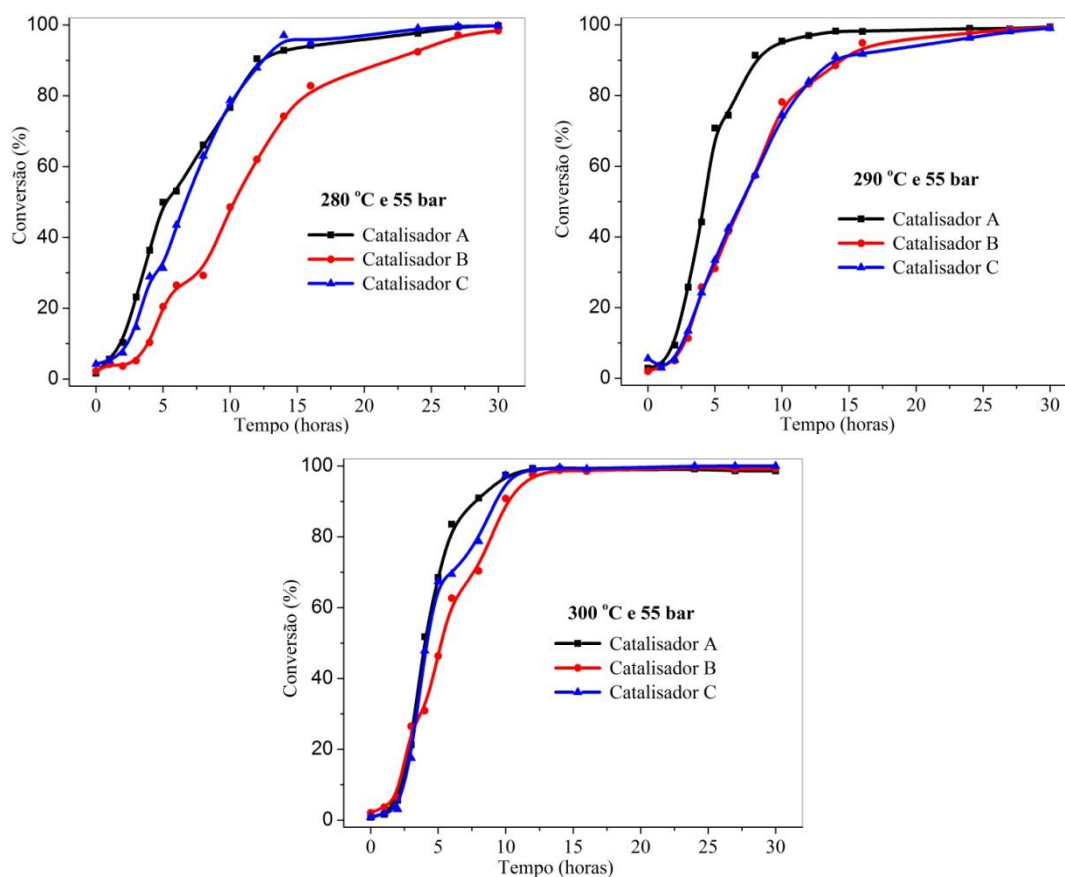 100
80
60
40
20
0
Conversão (%)
280 °C e 55 bar
Catalisador A
Catalisador B
Catalisador C
0 5 10 15 20 25 30
Tempo (horas)
100
80
60
40
20
0
Conversão (%)
290 °C e 55 bar
Catalisador A
Catalisador B
Catalisador C
0 5 10 15 20 25 30
Tempo (horas)
100
80
60
40
20
0
Conversão (%)
300 °C e 55 bar
Catalisador A
Catalisador B
Catalisador C
0 5 10 15 20 25 30
Tempo (horas)